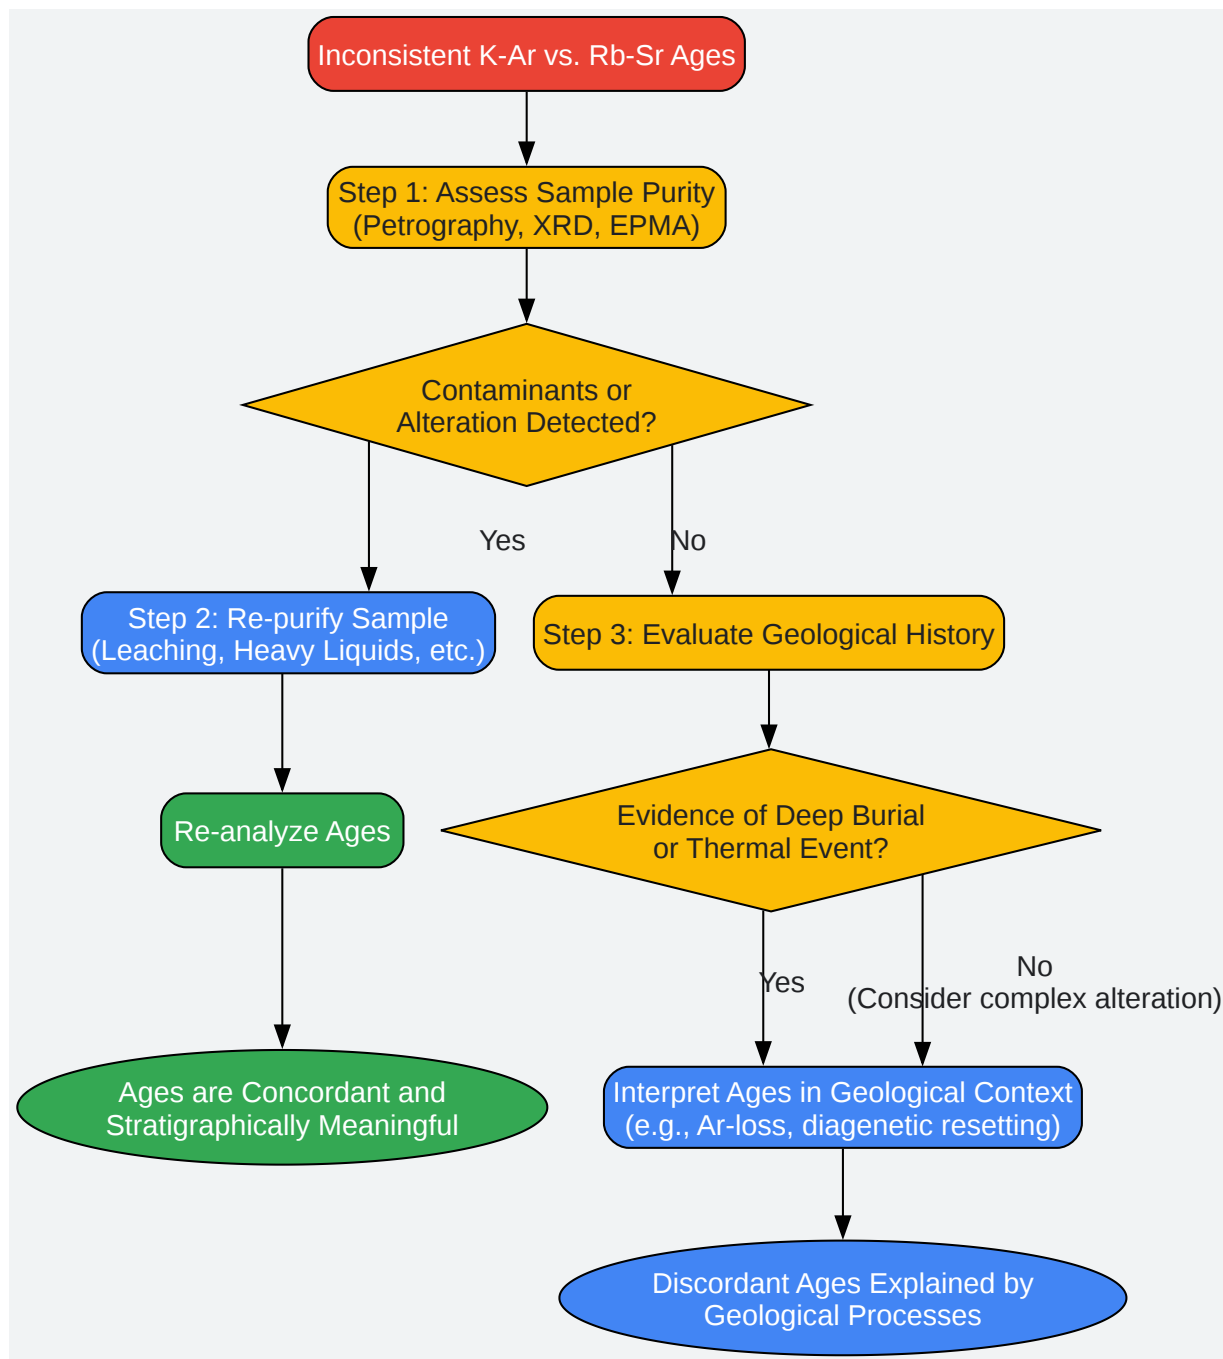 Inconsistent K-Ar vs. Rb-Sr Ages
Step 1: Assess Sample Purity
(Petrography, XRD, EPMA)
Contaminants or
Alteration Detected?
Yes
No
Step 2: Re-purify Sample
(Leaching, Heavy Liquids, etc.)
Step 3: Evaluate Geological History
Re-analyze Ages
Evidence of Deep Burial
or Thermal Event?
Yes
No
(Consider complex alteration)
Ages are Concordant and
Stratigraphically Meaningful
Interpret Ages in Geological Context
(e.g., Ar-loss, diagenetic resetting)
Discordant Ages Explained by
Geological Processes